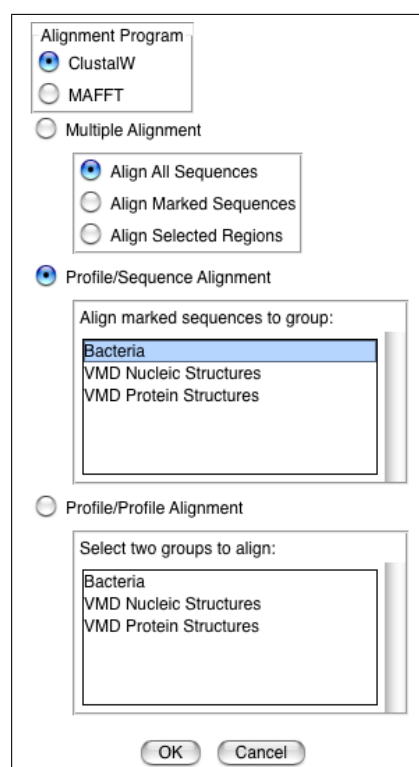 Alignment Program
ClustalW
MAFFT
Multiple Alignment
Align All Sequences
Align Marked Sequences
Align Selected Regions
Profile/Sequence Alignment
Align marked sequences to group:
Bacteria
VMD Nucleic Structures
VMD Protein Structures
Profile/Profile Alignment
Select two groups to align:
Bacteria
VMD Nucleic Structures
VMD Protein Structures
OK Cancel